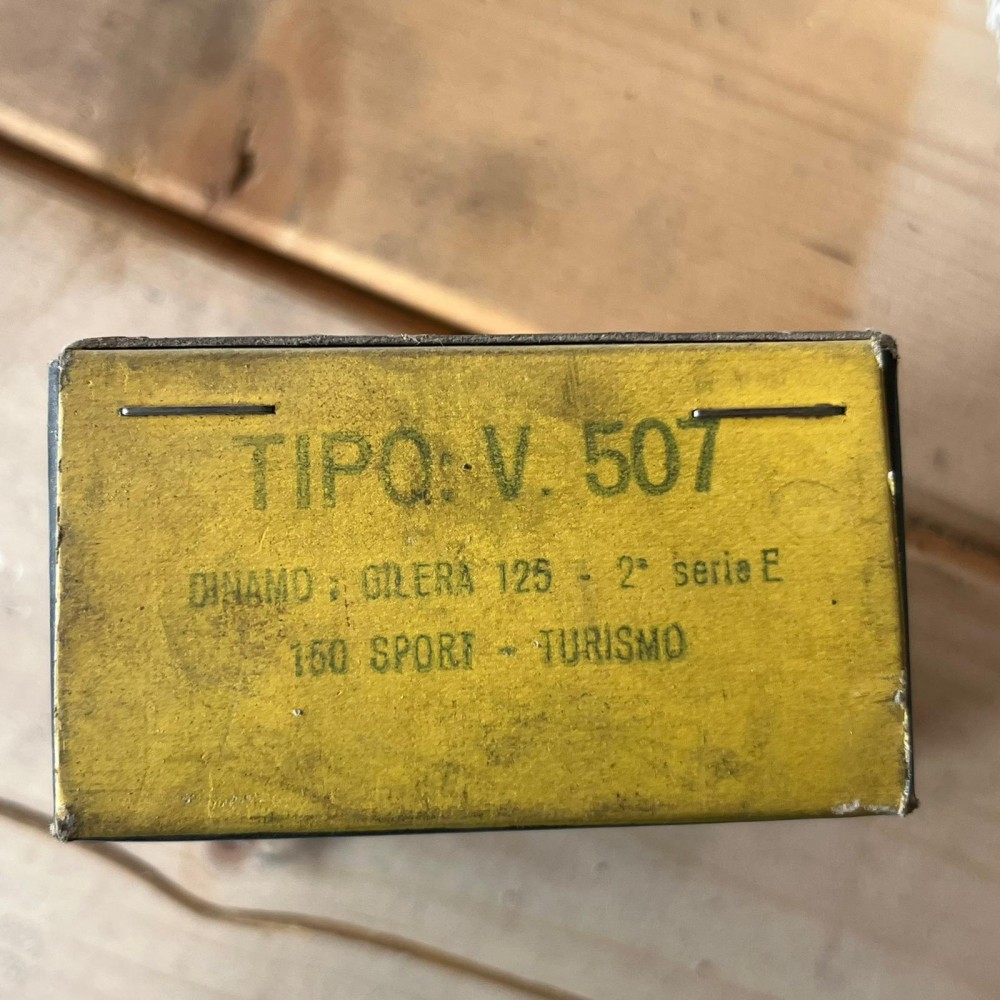 TIPO: V. 507
DINAMO: GILERA 125 - 2ª serie E
150 SPORT - TURISMO